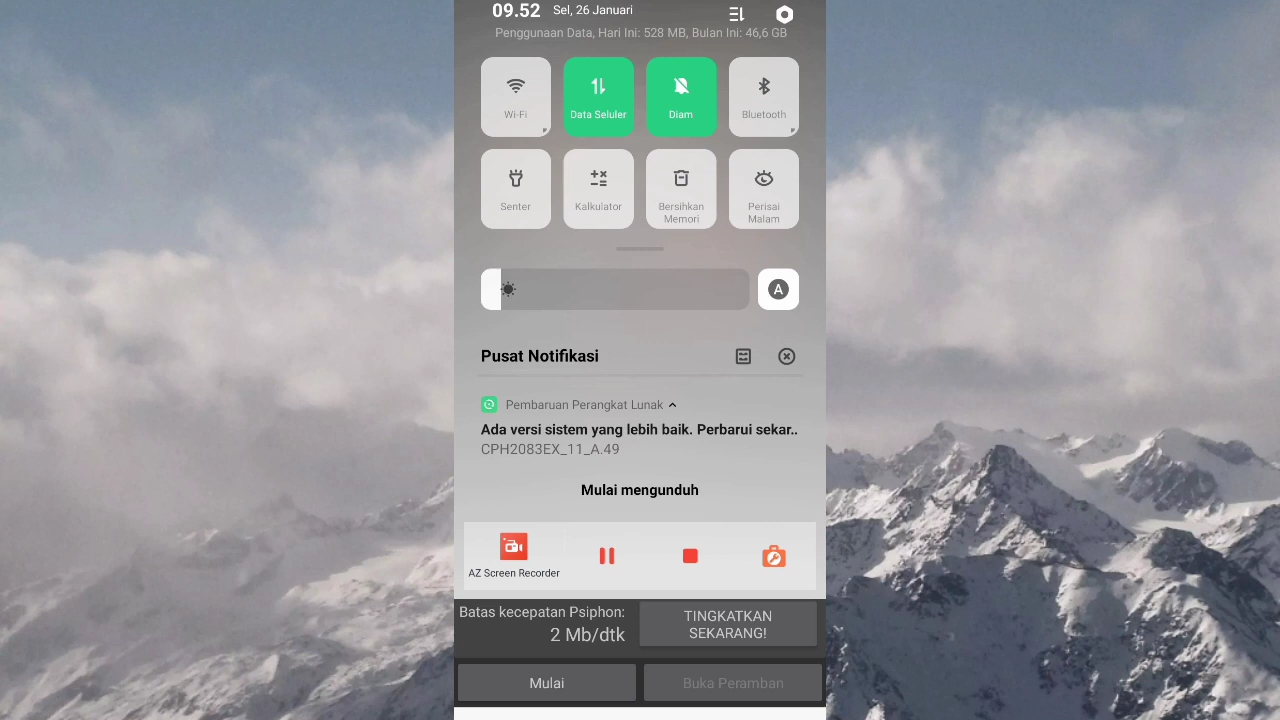 09.52 Sel, 26 Januari
Penggunaan Data, Hari Ini: 528 MB, Bulan Ini: 46,6 GB
Wi-Fi
Data Seluler
Diam
Bluetooth
Senter
Kalkulator
Bersihkan
Memori
Perisai
Malam
A
Pusat Notifikasi
Pembaruan Perangkat Lunak
Ada versi sistem yang lebih baik. Perbarui sekar..
CPH2083EX_11_A.49
Mulai mengunduh
AZ Screen Recorder
Batas kecepatan Psiphon:
2 Mb/dtk
TINGKATKAN
SEKARANG!
Mulai
Buka Peramban